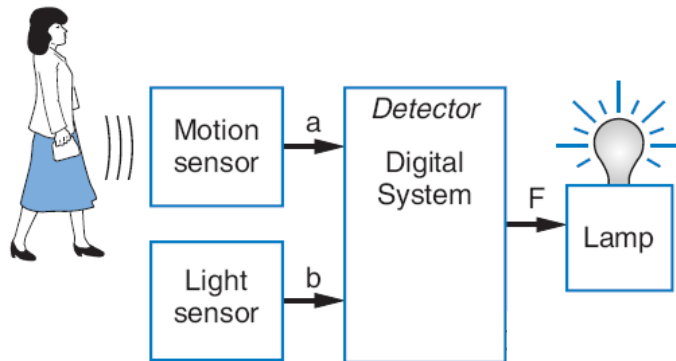 Motion
sensor
a
Detector
Digital
System
F
Lamp
Light
sensor
b